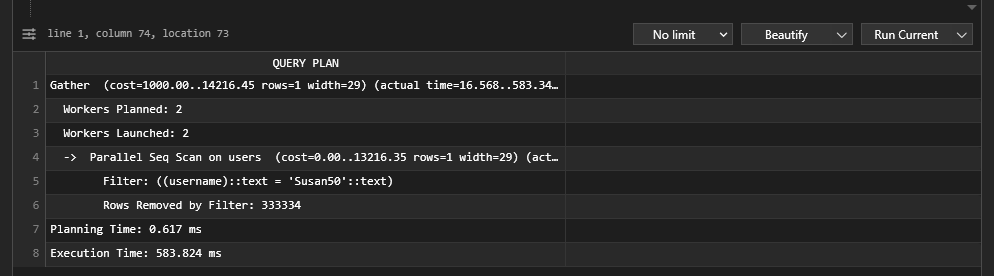 line 1, column 74, location 73
No limit
Beautify
Run Current
QUERY PLAN
1 Gather  (cost=1000.00..14216.45 rows=1 width=29) (actual time=16.568..583.34…
2 Workers Planned: 2
3 Workers Launched: 2
4 ->  Parallel Seq Scan on users  (cost=0.00..13216.35 rows=1 width=29) (act…
5 Filter: ((username)::text = 'Susan50'::text)
6 Rows Removed by Filter: 333334
7 Planning Time: 0.617 ms
8 Execution Time: 583.824 ms